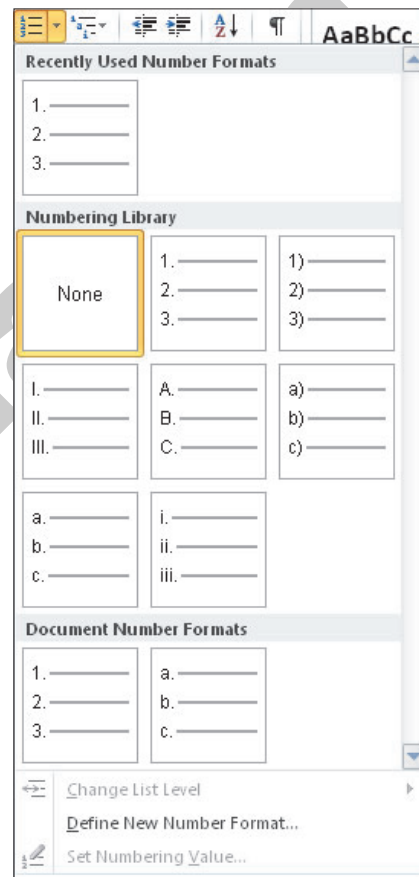 AaBbCc
Recently Used Number Formats
1.
2.
3.
Numbering Library
None
1.
2.
3.
1)
2)
3)
I.
II.
III.
A.
B.
C.
a)
b)
c)
a.
b.
c.
i.
ii.
iii.
Document Number Formats
1.
2.
3.
a.
b.
c.
Change List Level
Define New Number Format...
Set Numbering Value...